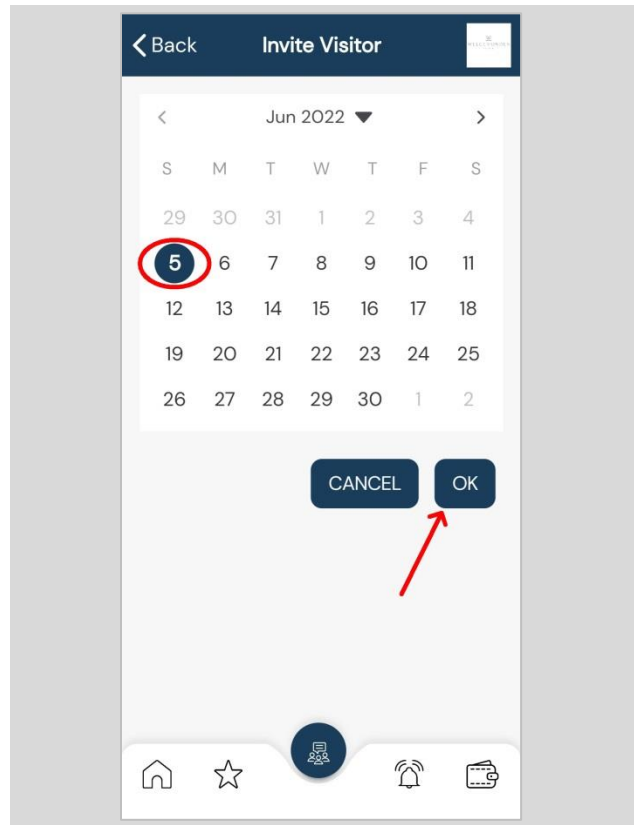 Back Invite Visitor
Jun 2022
S M T W T F S
29 30 31 1 2 3 4
5 6 7 8 9 10 11
12 13 14 15 16 17 18
19 20 21 22 23 24 25
26 27 28 29 30 1 2
CANCEL OK